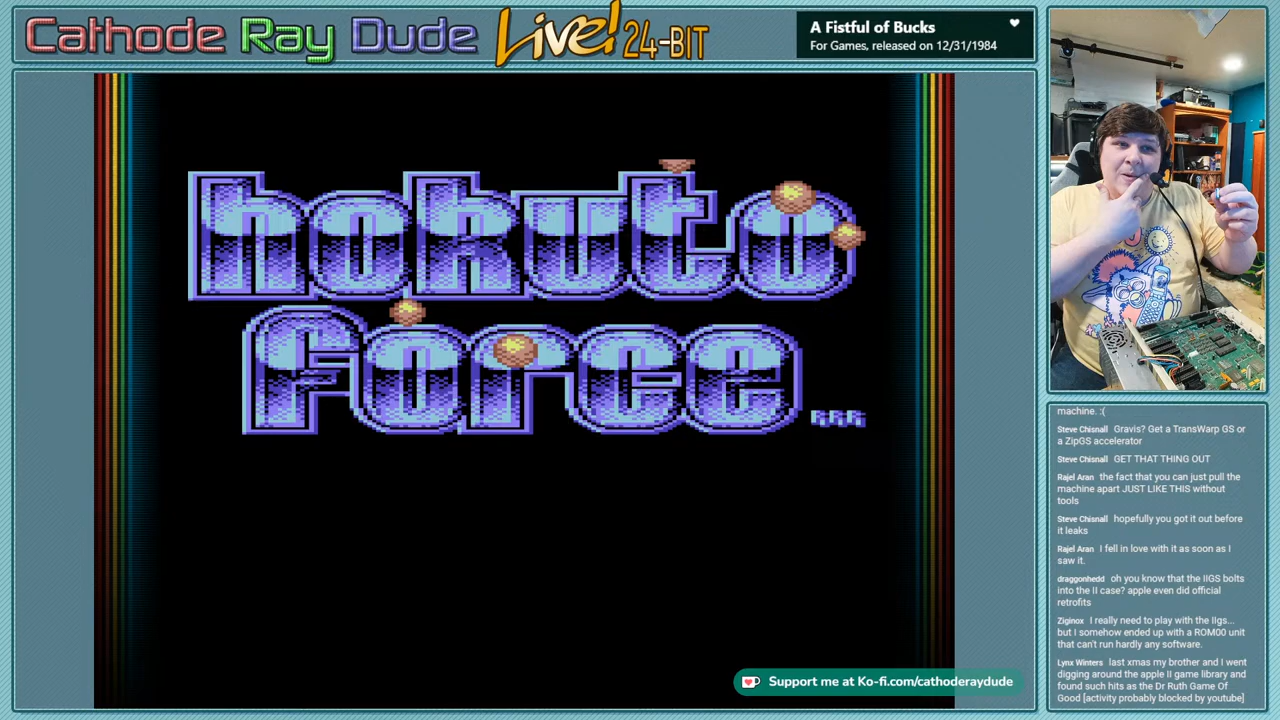 Cathode Ray Dude Live! 24-BIT
A Fistful of Bucks
For Games, released on 12/31/1984
hokuto
force...
Support me at Ko-fi.com/cathoderaydude
machine. :(
Steve Chisnall Gravis? Get a TransWarp GS or
a ZipGS accelerator
Steve Chisnall GET THAT THING OUT
Rajel Aran the fact that you can just pull the
machine apart JUST LIKE THIS without
tools
Steve Chisnall hopefully you got it out before
it leaks
Rajel Aran I fell in love with it as soon as I
saw it.
draggonhedd oh you know that the IIGS bolts
into the II case? apple even did official
retrofits
Ziginox I really need to play with the IIgs...
but I somehow ended up with a ROM00 unit
that can't run hardly any software.
Lynx Winters last xmas my brother and I went
digging around the apple II game library and
found such hits as the Dr Ruth Game Of
Good [activity probably blocked by youtube]